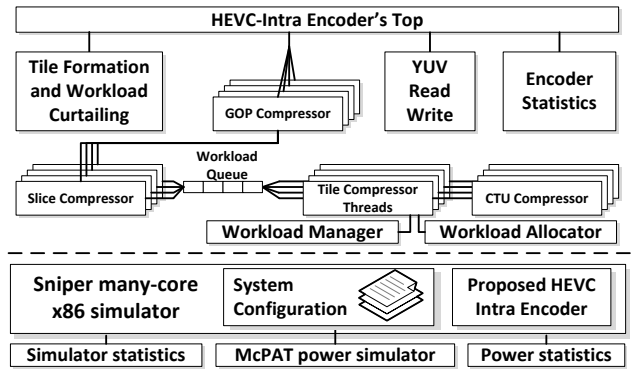 HEVC-Intra Encoder's Top
Tile Formation
and Workload
Curtailing
GOP Compressor
YUV
Read
Write
Encoder
Statistics
Workload
Queue
Slice Compressor
Tile Compressor
Threads
CTU Compressor
Workload Manager
Workload Allocator
Sniper many-core
x86 simulator
System
Configuration
Proposed HEVC
Intra Encoder
Simulator statistics
McPAT power simulator
Power statistics